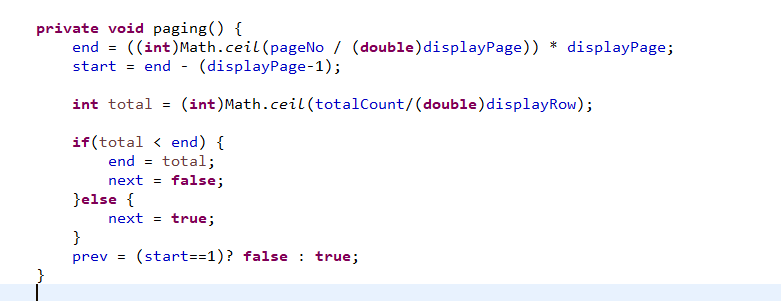 private void paging() {
end = ((int)Math.ceil(pageNo / (double)displayPage)) * displayPage;
start = end - (displayPage-1);
int total = (int)Math.ceil(totalCount/(double)displayRow);
if(total < end) {
end = total;
next = false;
}else {
next = true;
}
prev = (start==1)? false : true;
}